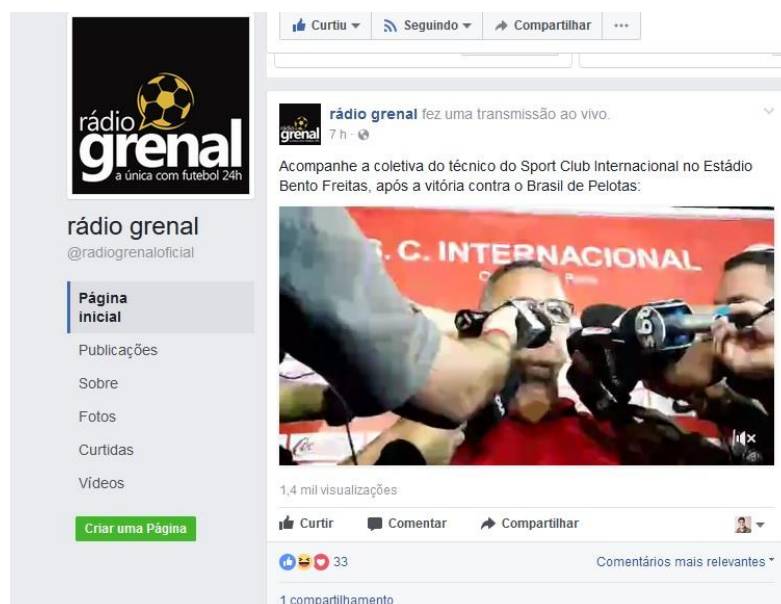 Curtiu
Seguindo
Compartilhar
rádio
grenal
a única com futebol 24h
rádio grenal
@radiogrenaloficial
Página
inicial
Publicações
Sobre
Fotos
Curtidas
Vídeos
Criar uma Página
grenal
rádio grenal fez uma transmissão ao vivo.
7 h ·
Acompanhe a coletiva do técnico do Sport Club Internacional no Estádio
Bento Freitas, após a vitória contra o Brasil de Pelotas:
. C. INTERNACIONAL
1,4 mil visualizações
Curtir
Comentar
Compartilhar
33
Comentários mais relevantes
1 compartilhamento